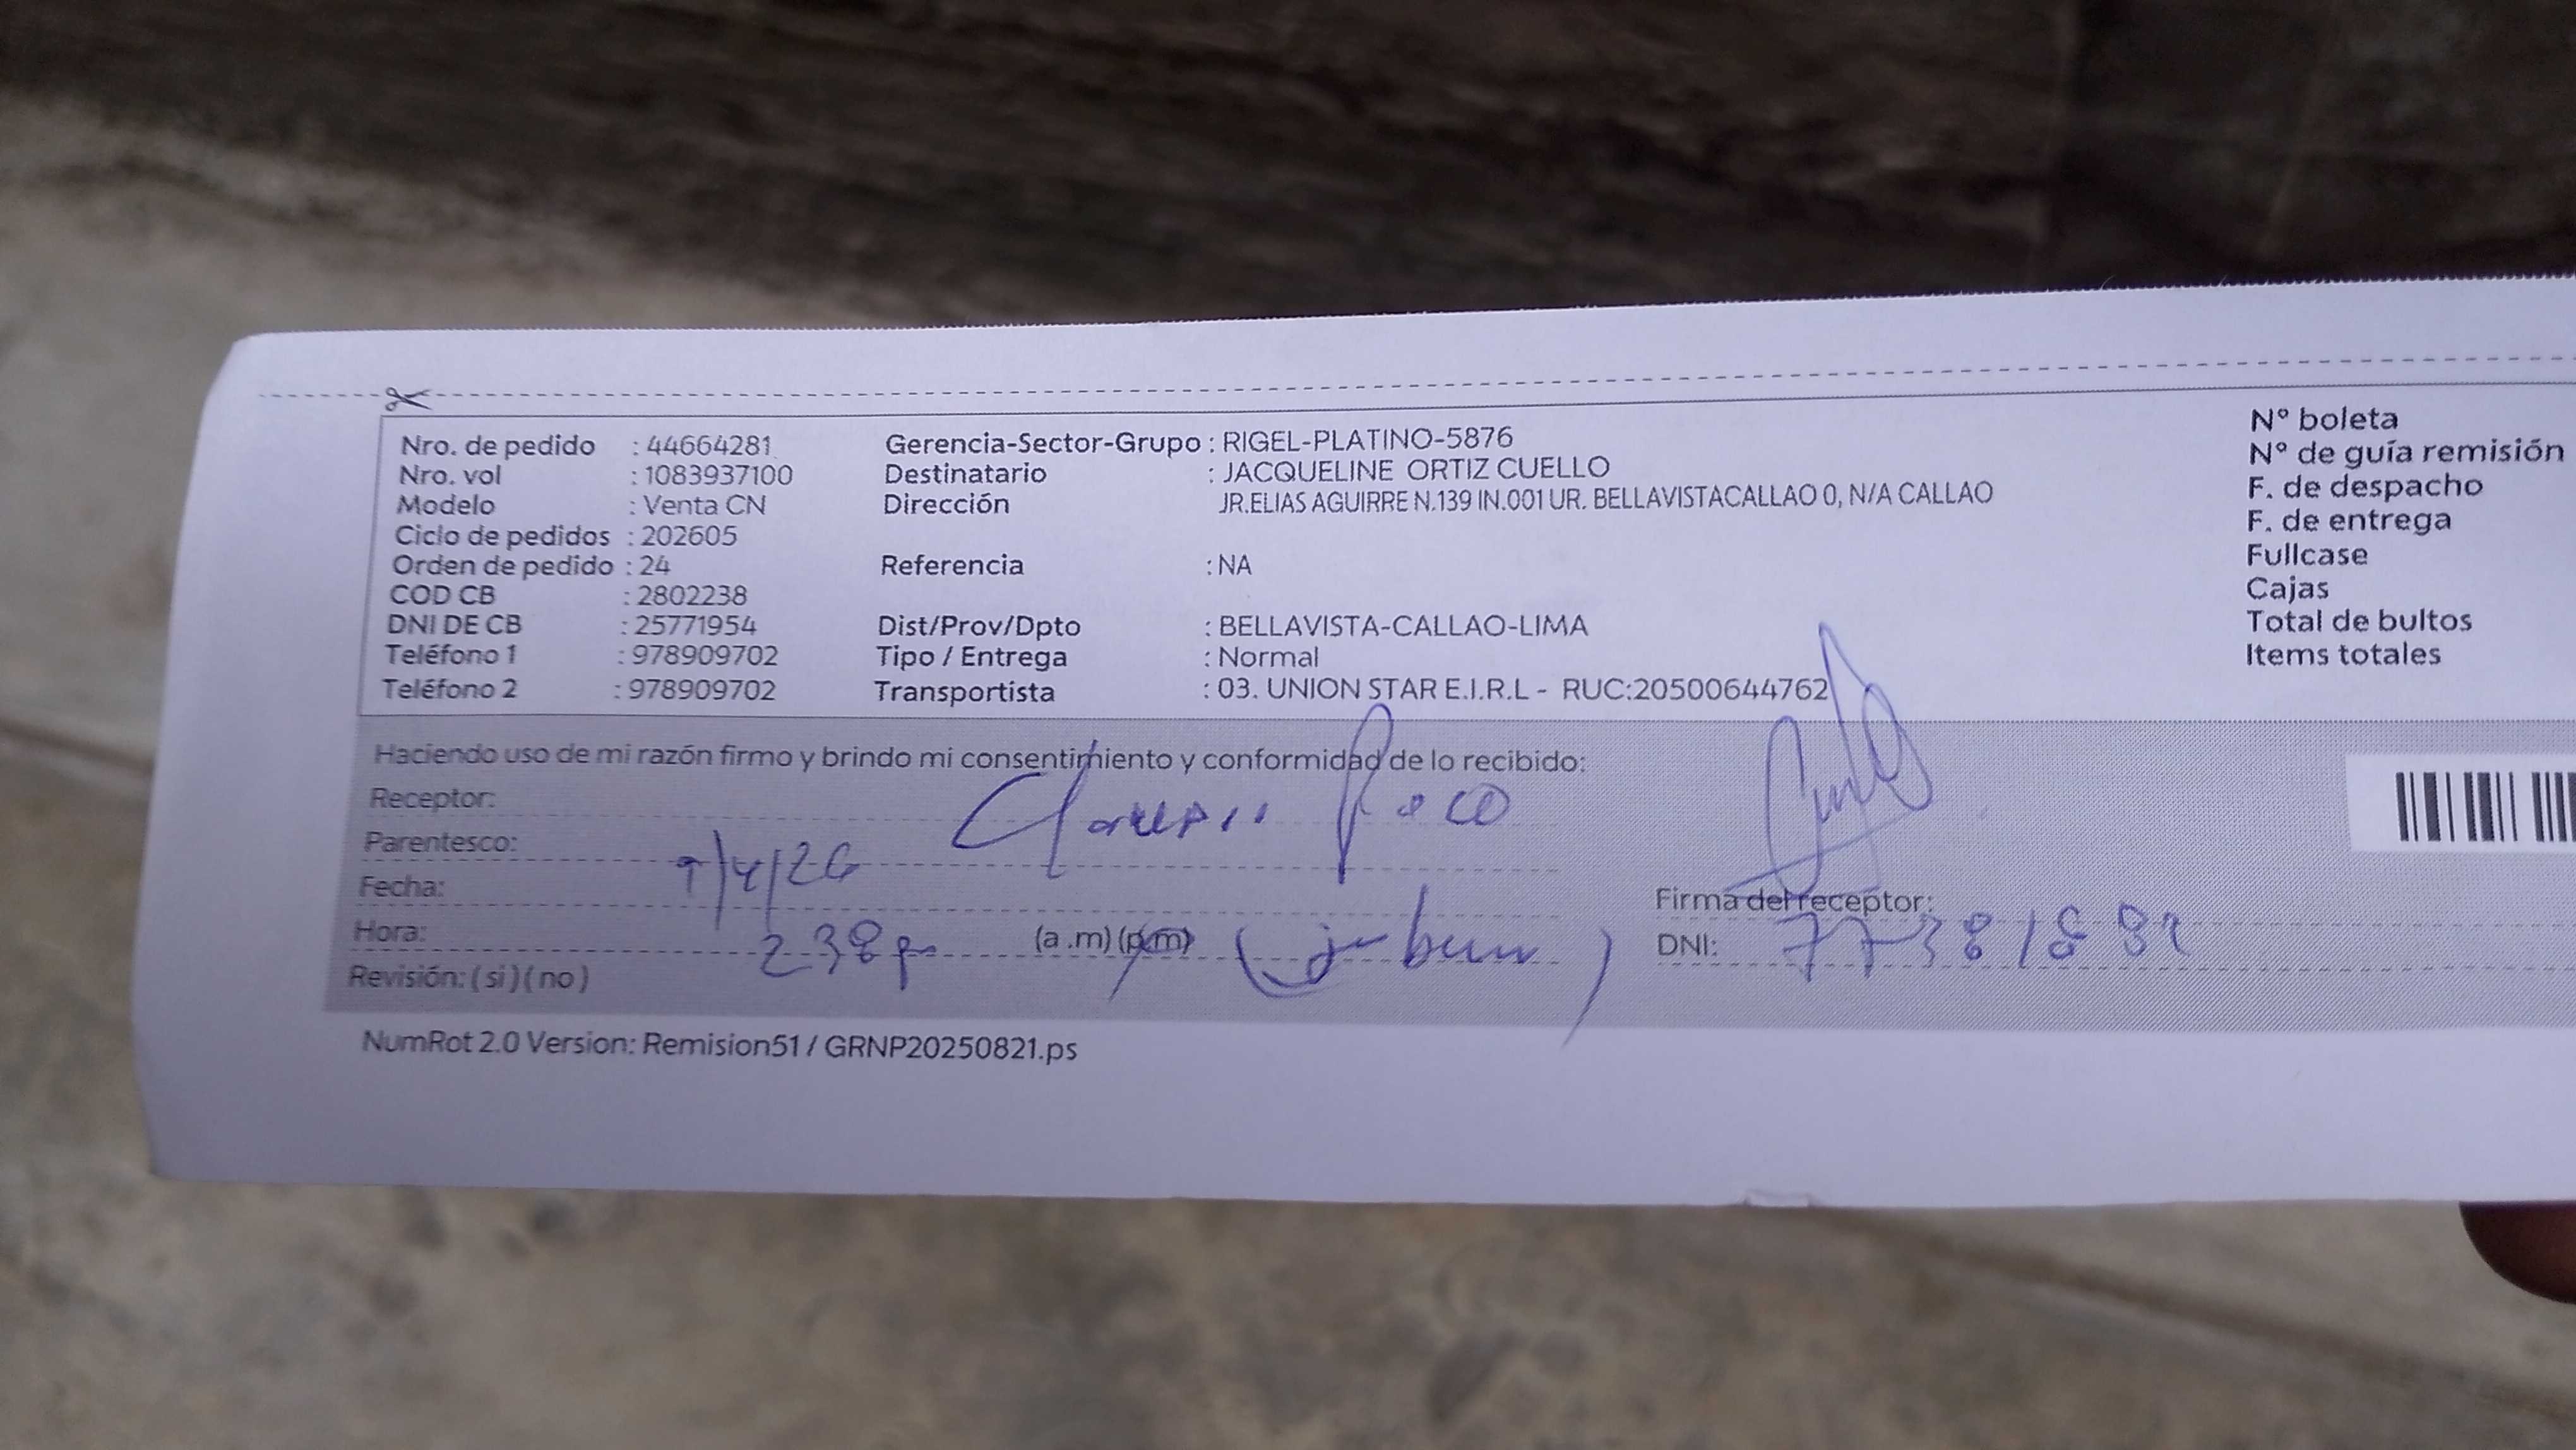 Nro. de pedido : 44664281
Nro. vol : 1083937100
Modelo : Venta CN
Ciclo de pedidos : 202605
Orden de pedido : 24
COD CB : 2802238
DNI DE CB : 25771954
Teléfono 1 : 978909702
Teléfono 2 : 978909702
Gerencia-Sector-Grupo : RIGEL-PLATINO-5876
Destinatario : JACQUELINE ORTIZ CUELLO
Dirección JR.ELIAS AGUIRRE N.139 IN.001 UR. BELLAVISTACALLAO 0, N/A CALLAO
Referencia : NA
Dist/Prov/Dpto : BELLAVISTA-CALLAO-LIMA
Tipo / Entrega : Normal
Transportista : 03. UNION STAR E.I.R.L - RUC:20500644762
N° boleta
N° de guía remisión
F. de despacho
F. de entrega
Fullcase
Cajas
Total de bultos
Items totales
Haciendo uso de mi razón firmo y brindo mi consentimiento y conformidad de lo recibido:
Receptor:
Parentesco:
Fecha: 9/4/26
Hora: 238pm (a.m) (p.m)
Revisión: ( si ) ( no )
Firma del receptor:
DNI:
NumRot 2.0 Version: Remision51 / GRNP20250821.ps